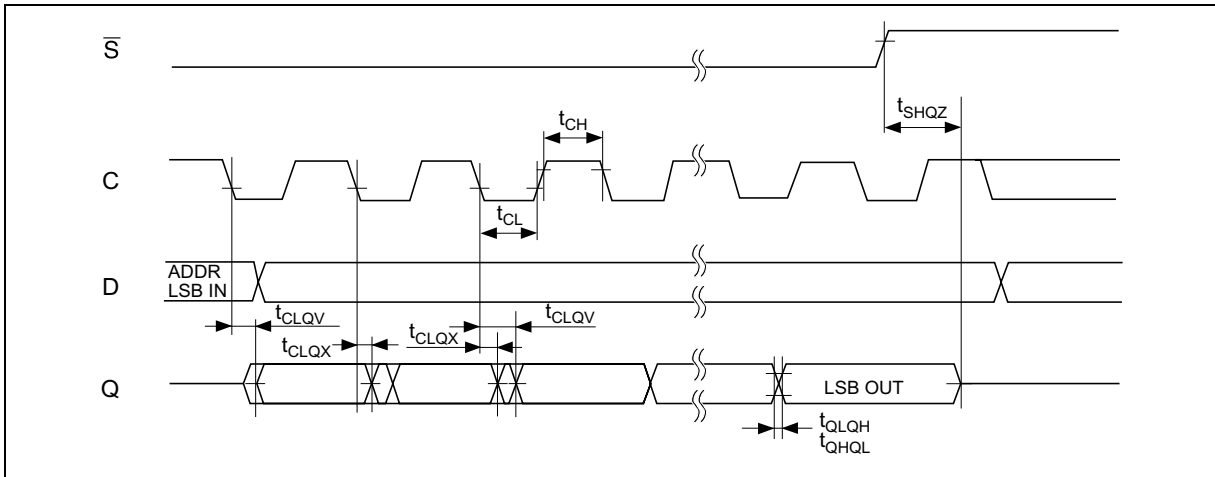 S̅
tSHQZ
tCH
C
tCL
ADDR
LSB IN
D
tCLQV
tCLQV
tCLQX
tCLQX
Q
LSB OUT
tQLQH
tQHQL